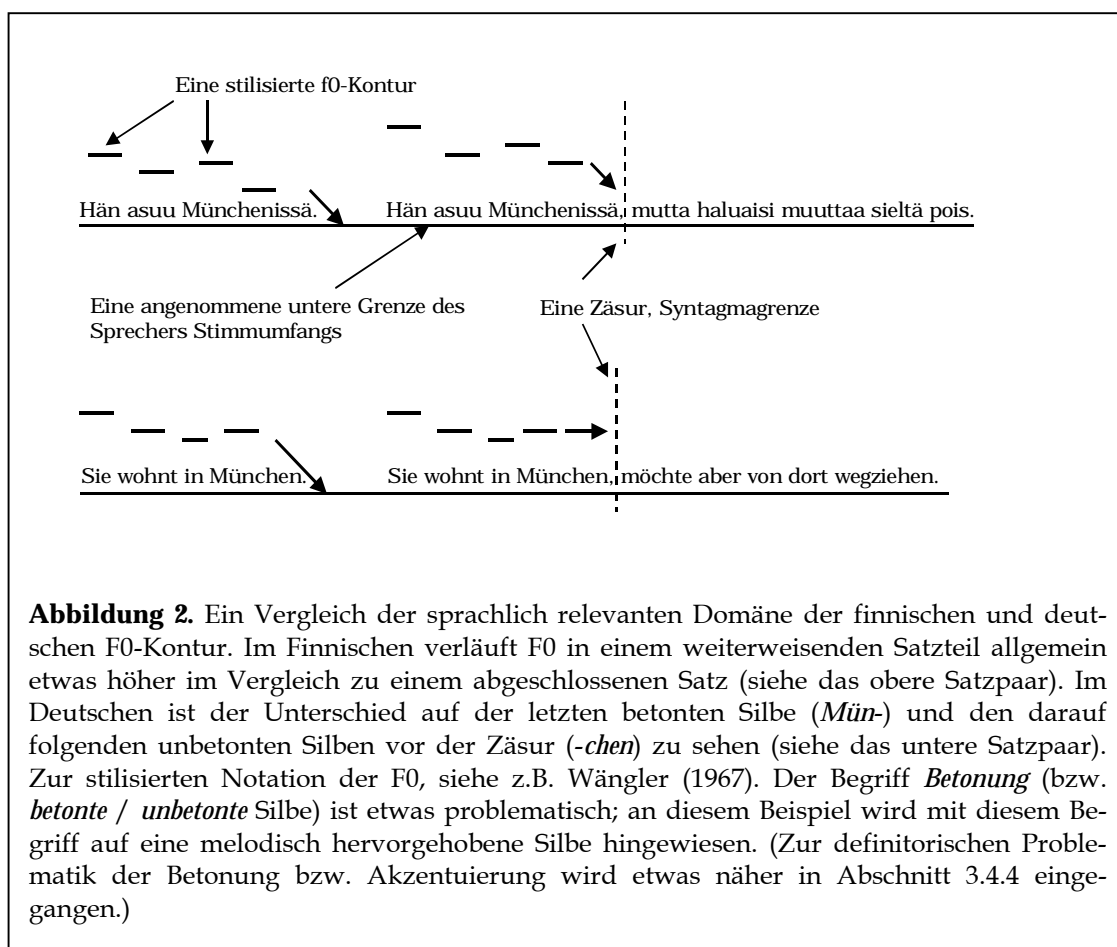 Eine stilisierte f0-Kontur
Hän asuu Münchenissä.
Hän asuu Münchenissä, mutta haluaisi muuttaa sieltä pois.
Eine angenommene untere Grenze des
Sprechers Stimmumfangs
Eine Zäsur, Syntagmagrenze
Sie wohnt in München.
Sie wohnt in München, möchte aber von dort wegziehen.
Abbildung 2. Ein Vergleich der sprachlich relevanten Domäne der finnischen und deut-
schen F0-Kontur. Im Finnischen verläuft F0 in einem weiterweisenden Satzteil allgemein
etwas höher im Vergleich zu einem abgeschlossenen Satz (siehe das obere Satzpaar). Im
Deutschen ist der Unterschied auf der letzten betonten Silbe (Mün-) und den darauf
folgenden unbetonten Silben vor der Zäsur (-chen) zu sehen (siehe das untere Satzpaar).
Zur stilisierten Notation der F0, siehe z.B. Wängler (1967). Der Begriff Betonung (bzw.
betonte / unbetonte Silbe) ist etwas problematisch; an diesem Beispiel wird mit diesem Be-
griff auf eine melodisch hervorgehobene Silbe hingewiesen. (Zur definitorischen Proble-
matik der Betonung bzw. Akzentuierung wird etwas näher in Abschnitt 3.4.4 einge-
gangen.)